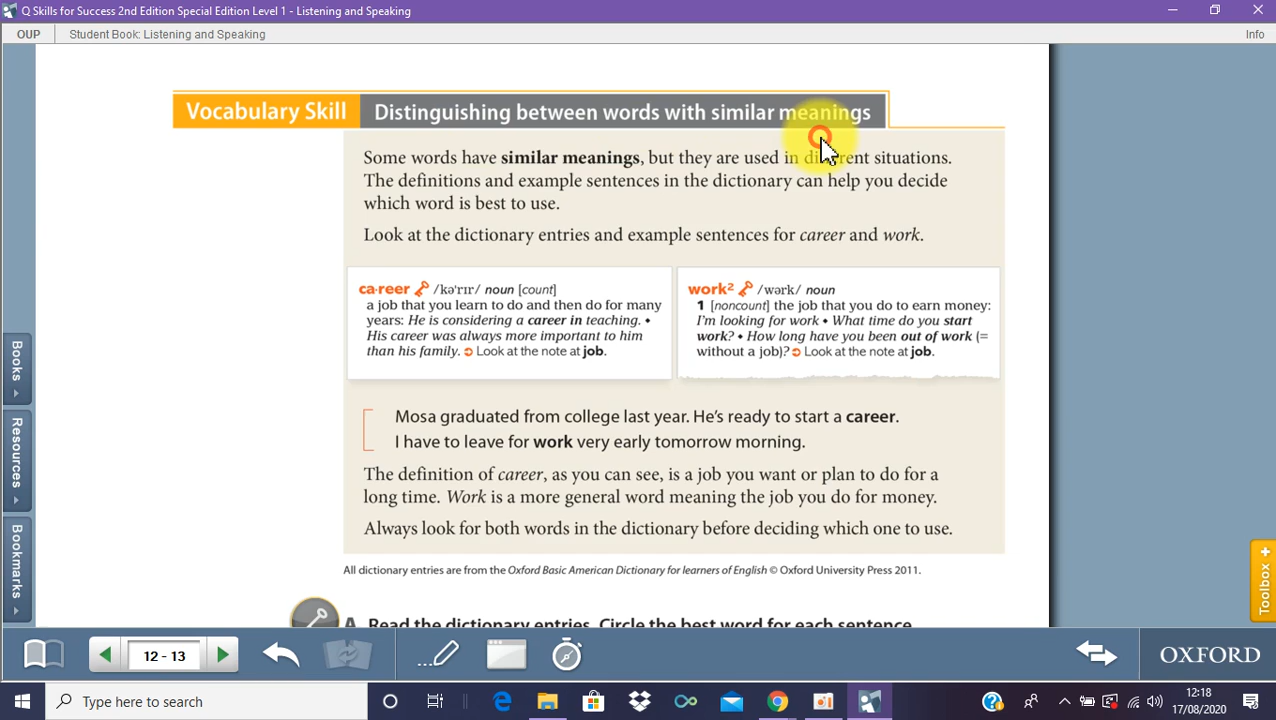 Q Skills for Success 2nd Edition Special Edition Level 1 - Listening and Speaking
OUP
Student Book: Listening and Speaking
Info
Vocabulary Skill
Distinguishing between words with similar meanings
Some words have similar meanings, but they are used in different situations.
The definitions and example sentences in the dictionary can help you decide
which word is best to use.
Look at the dictionary entries and example sentences for career and work.
ca·reer /kəˈrɪr/ noun [count]
a job that you learn to do and then do for many
years: He is considering a career in teaching. •
His career was always more important to him
than his family. ➲ Look at the note at job.
work² /wərk/ noun
1 [noncount] the job that you do to earn money:
I'm looking for work • What time do you start
work? • How long have you been out of work (=
without a job)? ➲ Look at the note at job.
Mosa graduated from college last year. He's ready to start a career.
I have to leave for work very early tomorrow morning.
The definition of career, as you can see, is a job you want or plan to do for a
long time. Work is a more general word meaning the job you do for money.
Always look for both words in the dictionary before deciding which one to use.
All dictionary entries are from the Oxford Basic American Dictionary for learners of English © Oxford University Press 2011.
A Read the dictionary entries. Circle the best word for each sentence
Books
Resources
Bookmarks
Toolbox +
12 - 13
OXFORD
Type here to search
12:18
17/08/2020